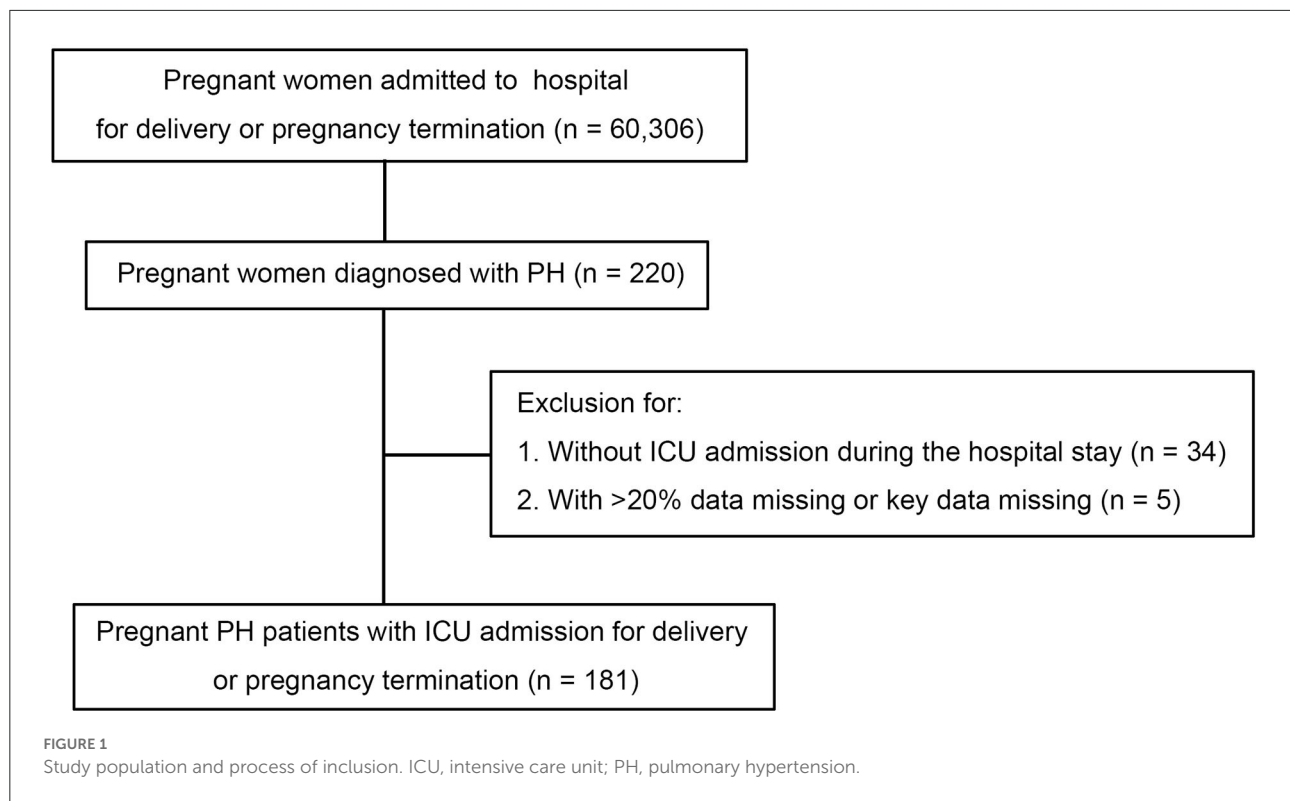 Pregnant women admitted to hospital
for delivery or pregnancy termination (n = 60,306)
Pregnant women diagnosed with PH (n = 220)
Exclusion for:
1. Without ICU admission during the hospital stay (n = 34)
2. With >20% data missing or key data missing (n = 5)
Pregnant PH patients with ICU admission for delivery
or pregnancy termination (n = 181)
FIGURE 1
Study population and process of inclusion. ICU, intensive care unit; PH, pulmonary hypertension.